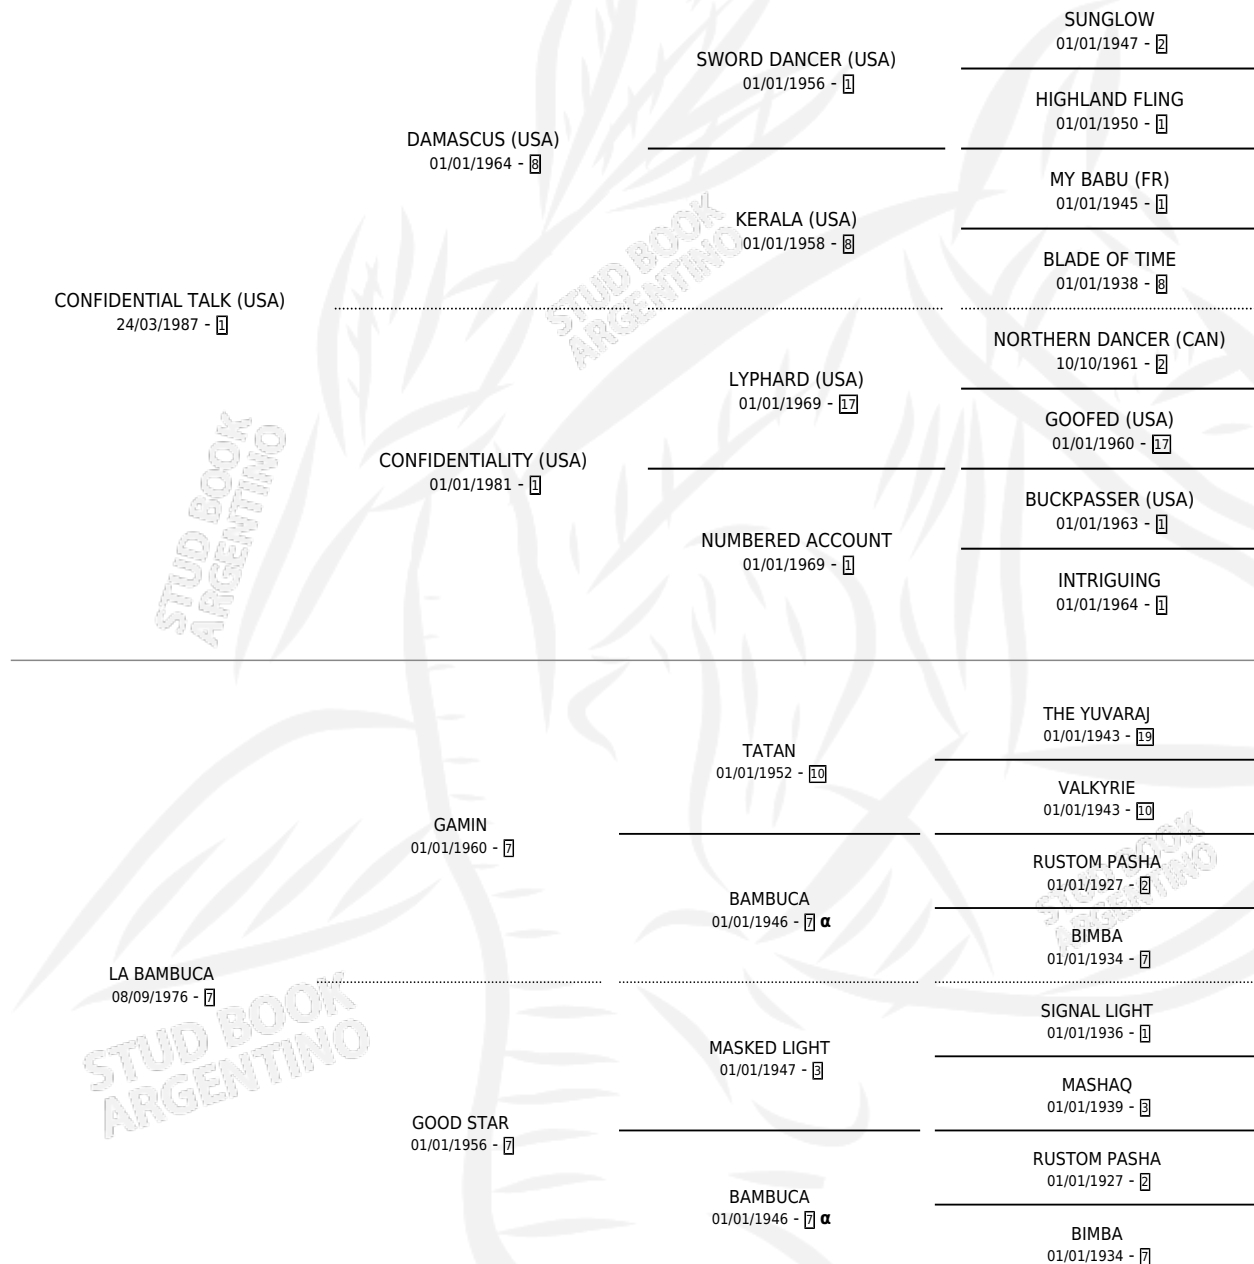 SUNGLOW
01/01/1947 - 2
SWORD DANCER (USA)
01/01/1956 - 1
HIGHLAND FLING
01/01/1950 - 1
DAMASCUS (USA)
01/01/1964 - 8
MY BABU (FR)
01/01/1945 - 1
KERALA (USA)
01/01/1958 - 8
BLADE OF TIME
01/01/1938 - 8
CONFIDENTIAL TALK (USA)
24/03/1987 - 1
NORTHERN DANCER (CAN)
10/10/1961 - 2
LYPHARD (USA)
01/01/1969 - 17
GOOFED (USA)
01/01/1960 - 17
CONFIDENTIALITY (USA)
01/01/1981 - 1
BUCKPASSER (USA)
01/01/1963 - 1
NUMBERED ACCOUNT
01/01/1969 - 1
INTRIGUING
01/01/1964 - 1
THE YUVARAJ
01/01/1943 - 19
TATAN
01/01/1952 - 10
VALKYRIE
01/01/1943 - 10
GAMIN
01/01/1960 - 7
RUSTOM PASHA
01/01/1927 - 2
BAMBUCA
01/01/1946 - 7 α
BIMBA
01/01/1934 - 7
LA BAMBUCA
08/09/1976 - 7
SIGNAL LIGHT
01/01/1936 - 1
MASKED LIGHT
01/01/1947 - 3
MASHAQ
01/01/1939 - 3
GOOD STAR
01/01/1956 - 7
RUSTOM PASHA
01/01/1927 - 2
BAMBUCA
01/01/1946 - 7 α
BIMBA
01/01/1934 - 7
STUD BOOK
ARGENTINO
STUD BOOK
ARGENTINO
STUD BOOK
ARGENTINO
STUD BOOK
ARGENTINO